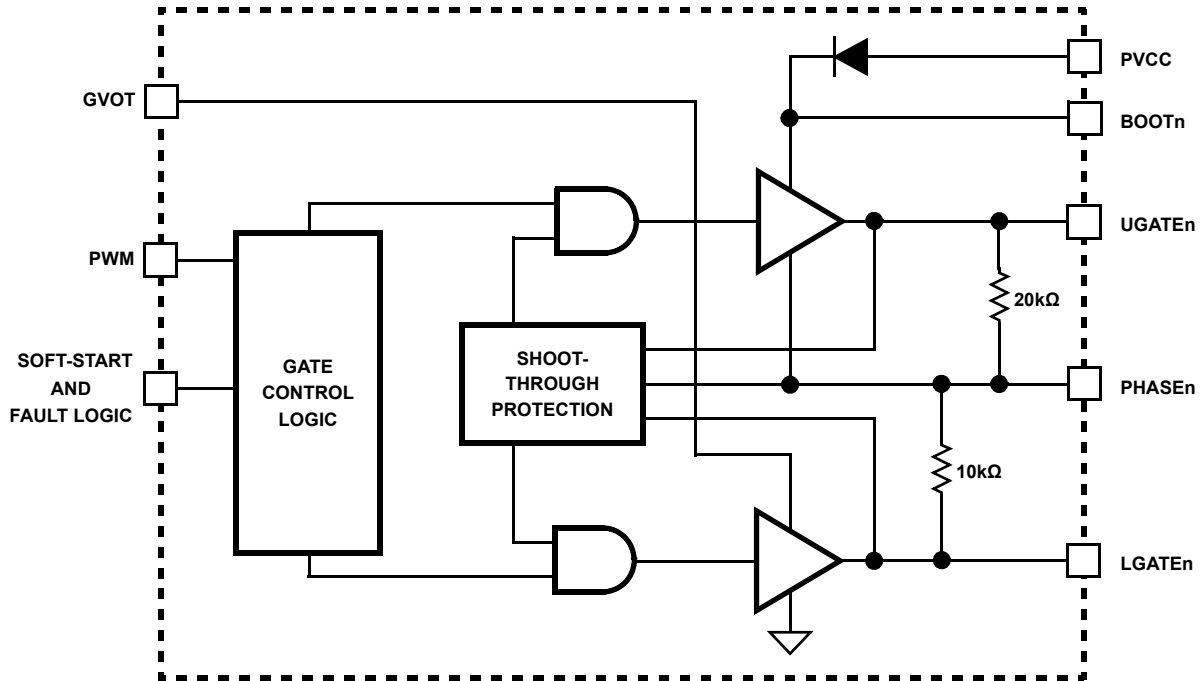 PVCC
GVOT
BOOTn
UGATEn
PWM
20kΩ
SOFT-START
AND
FAULT LOGIC
GATE
CONTROL
LOGIC
SHOOT-
THROUGH
PROTECTION
PHASEn
10kΩ
LGATEn